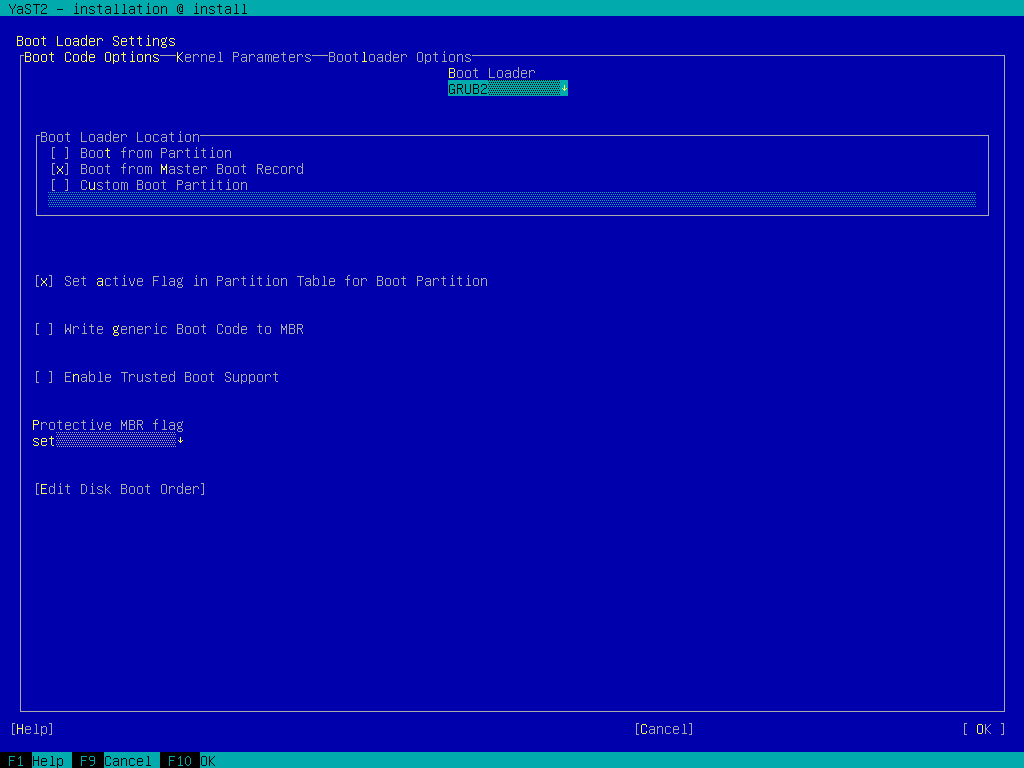 YaST2 - installation @ install
Boot Loader Settings
Boot Code Options Kernel Parameters Bootloader Options
Boot Loader
GRUB2 ↓
Boot Loader Location
[ ] Boot from Partition
[x] Boot from Master Boot Record
[ ] Custom Boot Partition
[x] Set active Flag in Partition Table for Boot Partition
[ ] Write generic Boot Code to MBR
[ ] Enable Trusted Boot Support
Protective MBR flag
set ↓
[Edit Disk Boot Order]
[Help] [Cancel] [ OK ]
F1 Help F9 Cancel F10 OK